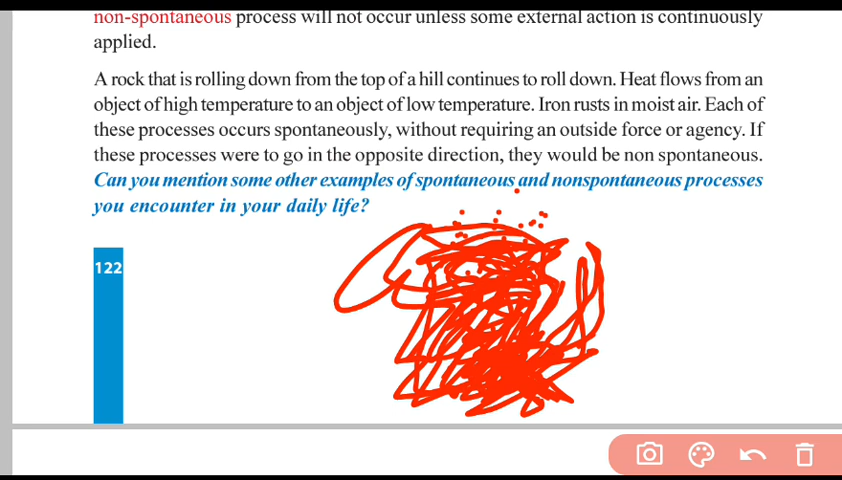 non-spontaneous process will not occur unless some external action is continuously
applied.
A rock that is rolling down from the top of a hill continues to roll down. Heat flows from an
object of high temperature to an object of low temperature. Iron rusts in moist air. Each of
these processes occurs spontaneously, without requiring an outside force or agency. If
these processes were to go in the opposite direction, they would be non spontaneous.
Can you mention some other examples of spontaneous and nonspontaneous processes
you encounter in your daily life?
122